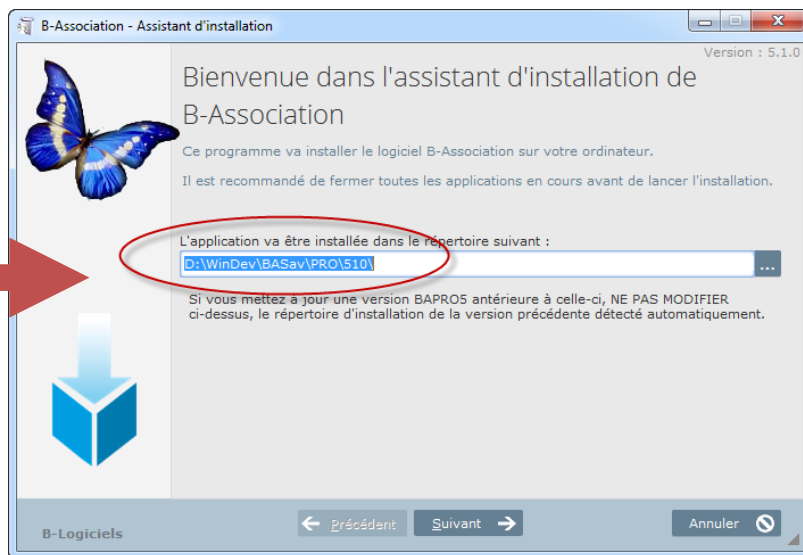 B-Association - Assistant d'installation
Version : 5.1.0
Bienvenue dans l'assistant d'installation de
B-Association
Ce programme va installer le logiciel B-Association sur votre ordinateur.
Il est recommandé de fermer toutes les applications en cours avant de lancer l'installation.
L'application va être installée dans le répertoire suivant :
D:\WinDev\BASav\PRO\510\
...
Si vous mettez à jour une version BAPRO5 antérieure à celle-ci, NE PAS MODIFIER
ci-dessus, le répertoire d'installation de la version précédente détecté automatiquement.
B-Logiciels
Précédent
Suivant
Annuler